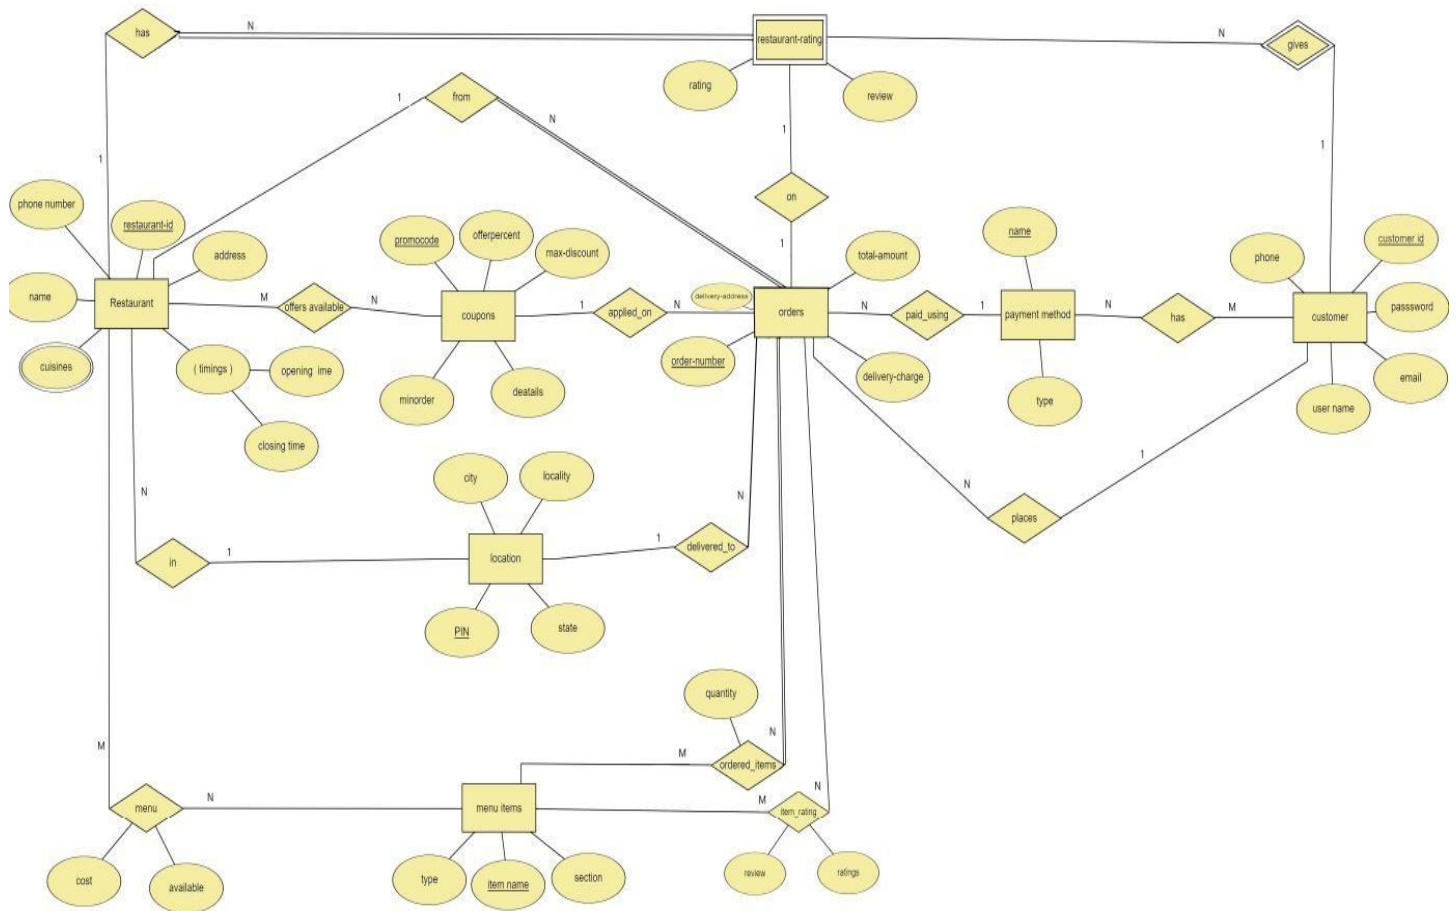 has
N
restaurant-rating
N
gives
rating
review
1
from
N
1
1
1
on
phone number
restaurant-id
address
promocode
offerpercent
max-discount
1
total-amount
name
phone
customer id
name
Restaurant
M
offers available
N
coupons
1
applied_on
N
delivery-address
orders
N
paid_using
1
payment method
N
has
M
customer
passsword
cuisines
( timings )
opening ime
minorder
deatails
order-number
delivery-charge
type
user name
email
closing time
N
city
locality
N
N
places
1
in
1
location
1
delivered_to
PIN
state
quantity
M
M
ordered_items
N
menu
N
menu items
M
item_rating
N
cost
available
type
item name
section
review
ratings